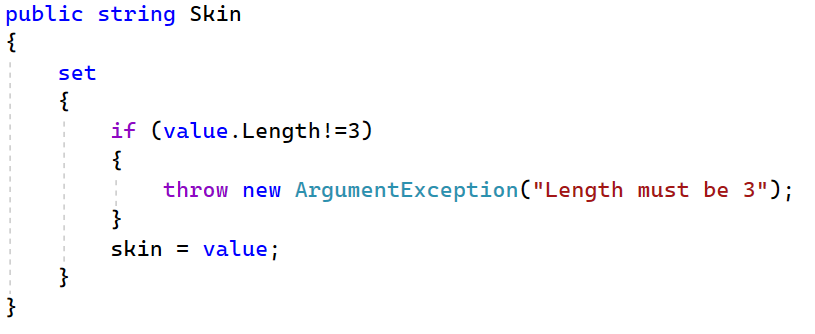 public string Skin
{
    set
    {
        if (value.Length!=3)
        {
            throw new ArgumentException("Length must be 3");
        }
        skin = value;
    }
}